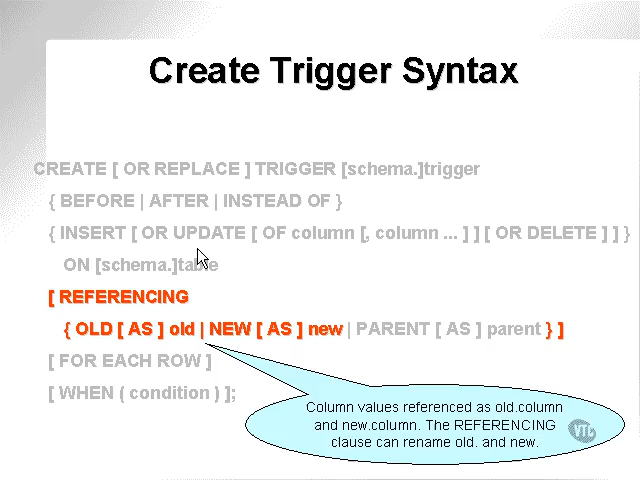 Create Trigger Syntax
CREATE [ OR REPLACE ] TRIGGER [schema.]trigger
{ BEFORE | AFTER | INSTEAD OF }
{ INSERT [ OR UPDATE [ OF column [, column ... ] ] [ OR DELETE ] ] }
ON [schema.]table
[ REFERENCING
{ OLD [ AS ] old | NEW [ AS ] new | PARENT [ AS ] parent } ]
[ FOR EACH ROW ]
[ WHEN ( condition ) ];
Column values referenced as old.column
and new.column. The REFERENCING
clause can rename old. and new.
VTC